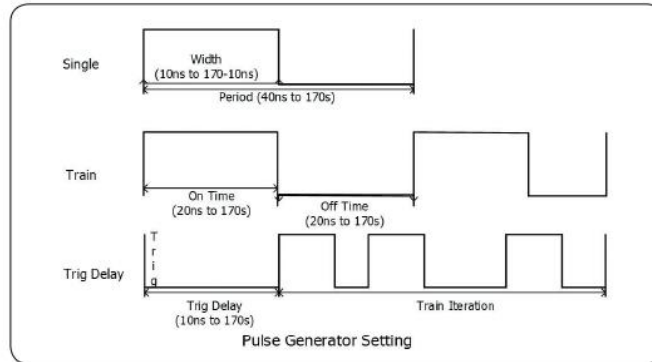 Single
Width
(10ns to 170-10ns)
Period (40ns to 170s)
Train
On Time
(20ns to 170s)
Off Time
(20ns to 170s)
Trig
Trig Delay
Trig Delay
(10ns to 170s)
Train Iteration
Pulse Generator Setting